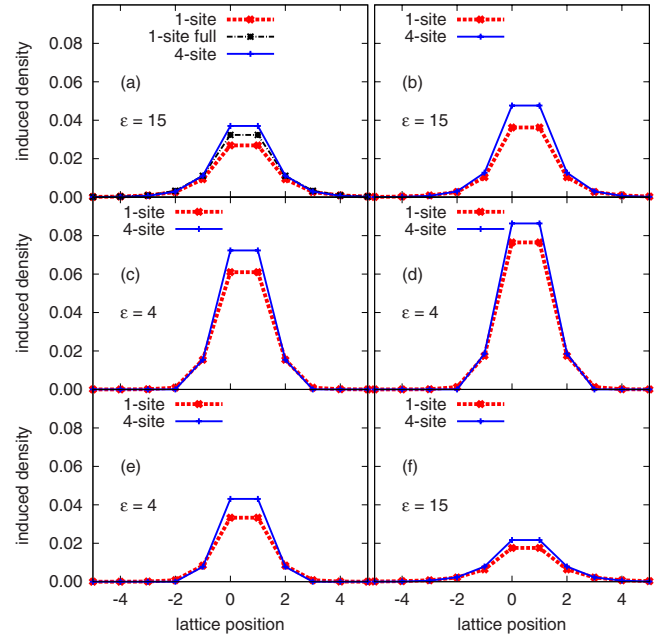 1-site
1-site full
4-site
(a)
ε = 15
induced density
0.08
0.06
0.04
0.02
0.00
1-site
4-site
(b)
ε = 15
1-site
4-site
(c)
ε = 4
induced density
0.08
0.06
0.04
0.02
0.00
1-site
4-site
(d)
ε = 4
1-site
4-site
(e)
ε = 4
induced density
0.08
0.06
0.04
0.02
0.00
-4
-2
0
2
4
lattice position
1-site
4-site
(f)
ε = 15
-4
-2
0
2
4
lattice position